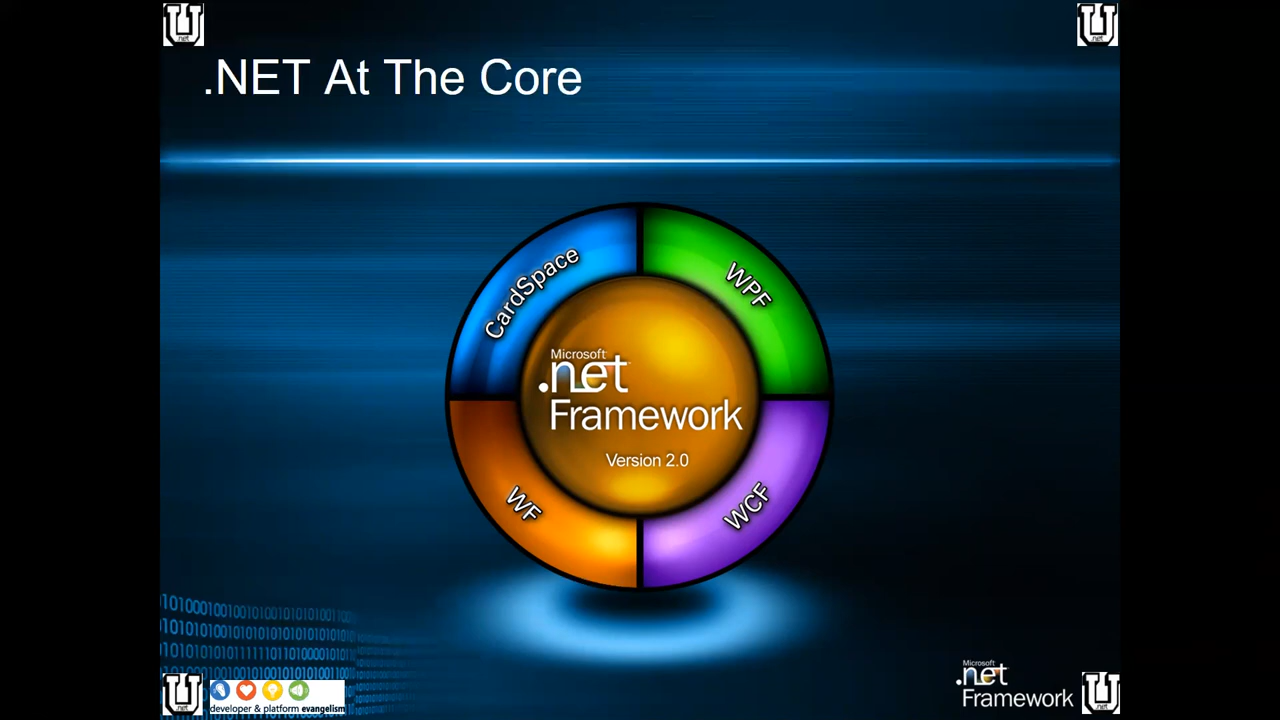 .NET At The Core
CardSpace
WPF
Microsoft
.net
Framework
Version 2.0
WF
WCF
developer & platform evangelism
Microsoft
.net
Framework